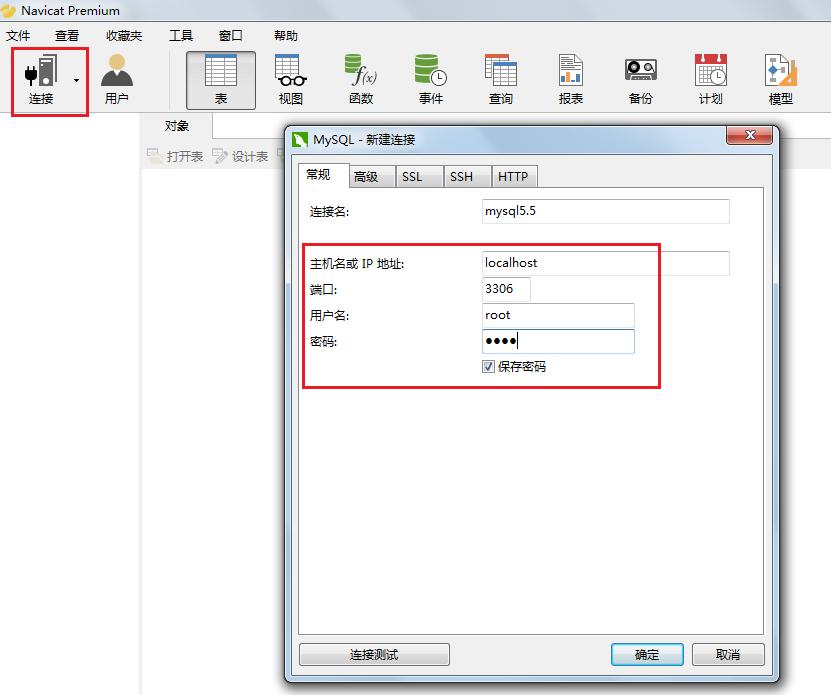 Navicat Premium
文件 查看 收藏夹 工具 窗口 帮助
连接 用户 表 视图 函数 事件 查询 报表 备份 计划 模型
f(x)
对象
打开表 设计表
MySQL - 新建连接
常规 高级 SSL SSH HTTP
连接名: mysql5.5
主机名或 IP 地址: localhost
端口: 3306
用户名: root
密码: ●●●●
保存密码
连接测试 确定 取消